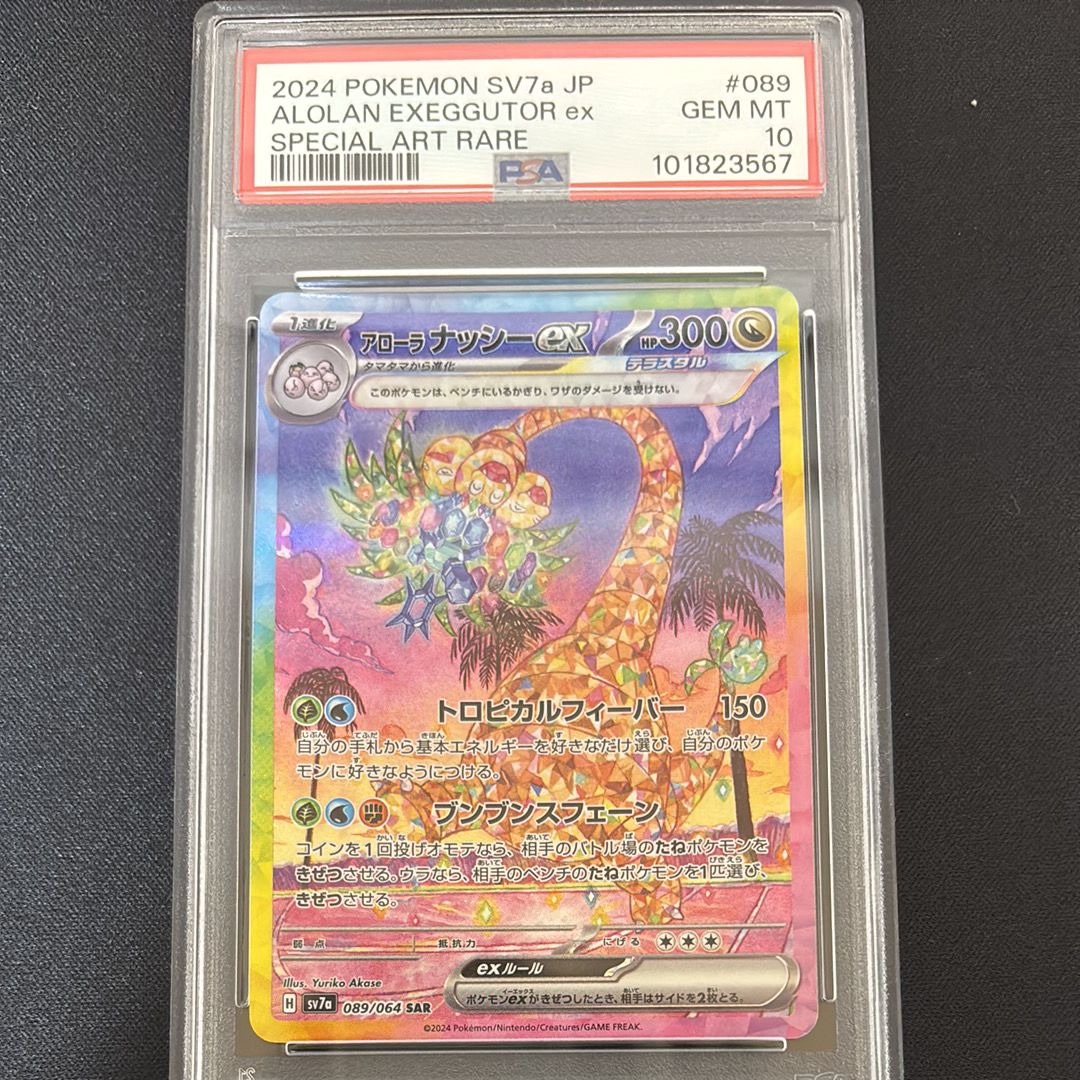 2024 POKEMON SV7a JP #089
ALOLAN EXEGGUTOR ex GEM MT
SPECIAL ART RARE 10
PSA 101823567
1進化
アローラ ナッシーex HP300
タマタマから進化 テラスタル
このポケモンは、ベンチにいるかぎり、ワザのダメージを受けない。
トロピカルフィーバー 150
自分の手札から基本エネルギーを好きなだけ選び、自分のポケ
モンに好きなようにつける。
ブンブンスフェーン
コインを1回投げオモテなら、相手のバトル場のたねポケモンを
きぜつさせる。ウラなら、相手のベンチのたねポケモンを1匹選び、
きぜつさせる。
弱点 抵抗力 にげる
exルール
ポケモンexがきぜつしたとき、相手はサイドを2枚とる。
Illus. Yuriko Akase
H sv7a 089/064 SAR
©2024 Pokémon/Nintendo/Creatures/GAME FREAK.